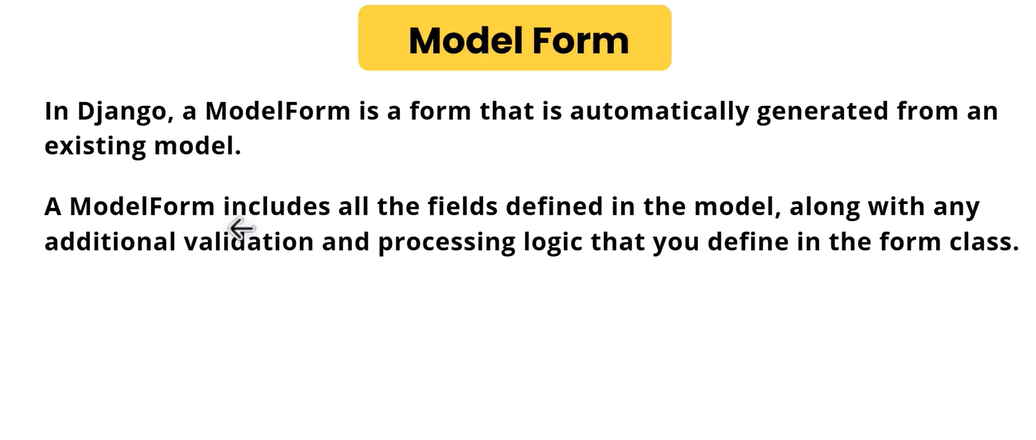 Model Form
In Django, a ModelForm is a form that is automatically generated from an
existing model.
A ModelForm includes all the fields defined in the model, along with any
additional validation and processing logic that you define in the form class.